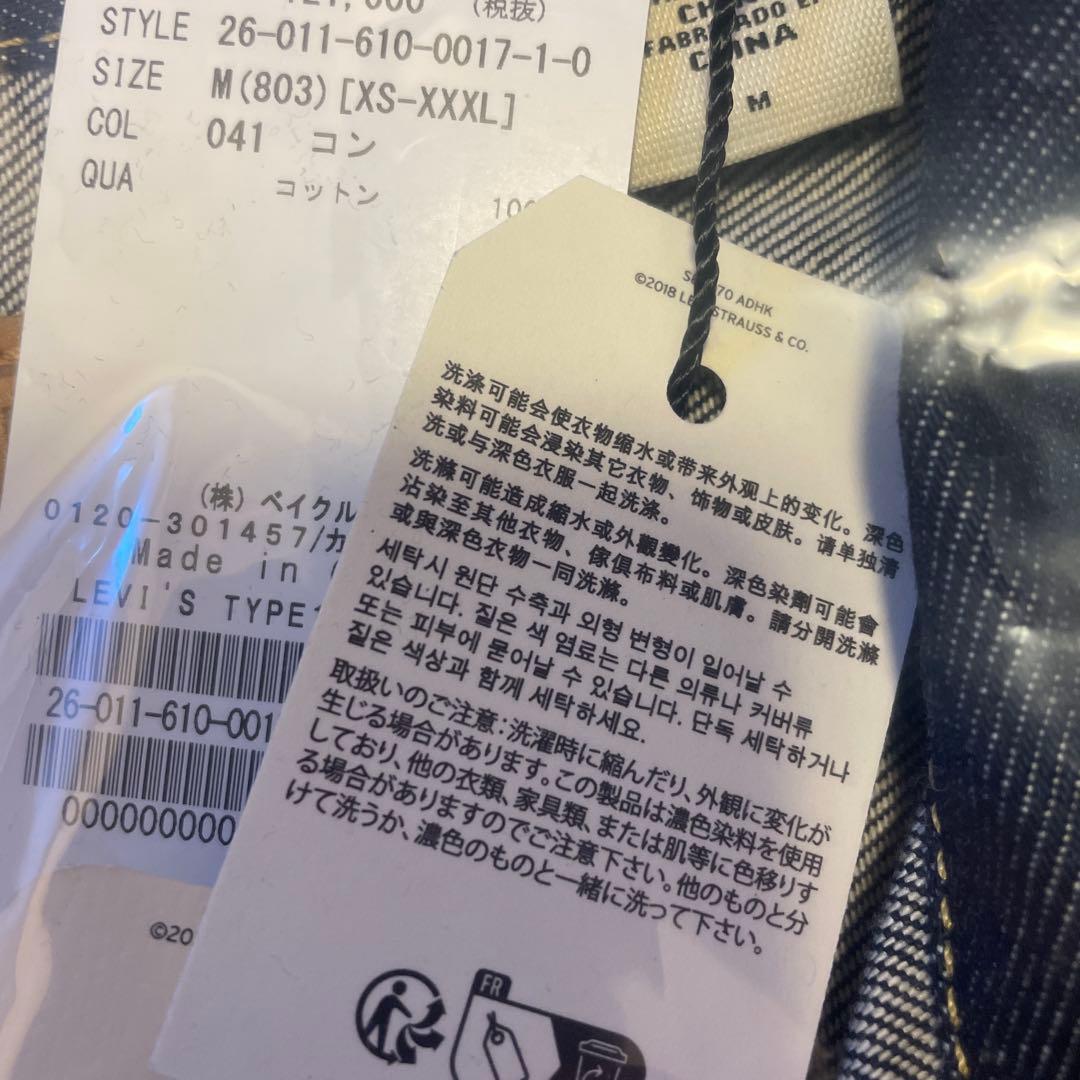 (税抜)
STYLE 26-011-610-0017-1-0
SIZE M(803)[XS-XXXL]
COL 041 コン
QUA コットン
(株) ベイクル
0120-301457/カ
Made in
LEVI'S TYPE
26-011-610-001
000000000
©20
CHINA
M
70 ADHK
©2018 STRAUSS & CO.
洗涤可能会使衣物缩水或带来外观上的变化。深色
染料可能会浸染其它衣物、饰物或皮肤。请单独清
洗或与深色衣服一起洗涤。
洗滌可能造成縮水或外觀變化。深色染劑可能會
沾染至其他衣物、傢俱布料或肌膚。請分開洗滌
或與深色衣物一同洗滌。
세탁시 원단 수축과 외형 변형이 일어날 수
있습니다. 짙은 색 염료는 다른 의류나 커버류
또는 피부에 묻어날 수 있습니다. 단독 세탁하거나
짙은 색상과 함께 세탁하세요.
取扱いのご注意:洗濯時に縮んだり、外観に変化が
生じる場合があります。この製品は濃色染料を使用
しており、他の衣類、家具類、または肌等に色移りす
る場合がありますのでご注意下さい。他のものと分
けて洗うか、濃色のものと一緒に洗って下さい。
FR